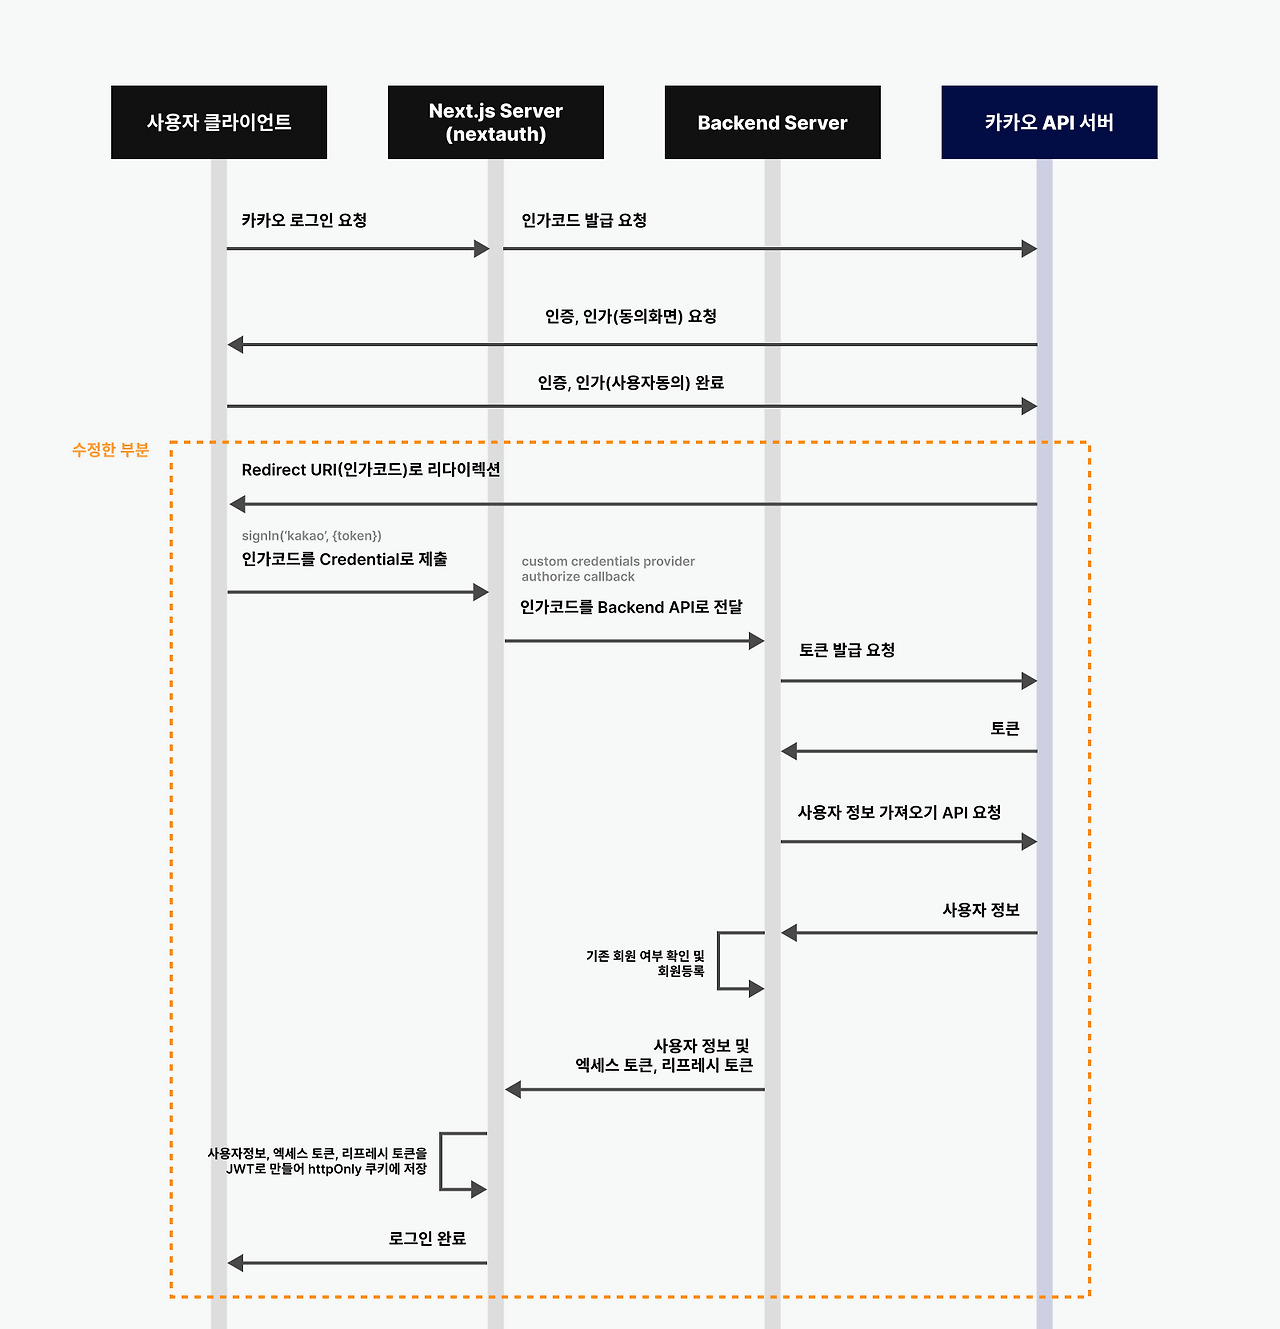 사용자 클라이언트
Next.js Server
(nextauth)
Backend Server
카카오 API 서버
카카오 로그인 요청
인가코드 발급 요청
인증, 인가(동의화면) 요청
인증, 인가(사용자동의) 완료
수정한 부분
Redirect URI(인가코드)로 리다이렉션
signIn('kakao', {token})
인가코드를 Credential로 제출
custom credentials provider
authorize callback
인가코드를 Backend API로 전달
토큰 발급 요청
토큰
사용자 정보 가져오기 API 요청
사용자 정보
기존 회원 여부 확인 및
회원등록
사용자 정보 및
엑세스 토큰, 리프레시 토큰
사용자정보, 엑세스 토큰, 리프레시 토큰을
JWT로 만들어 httpOnly 쿠키에 저장
로그인 완료